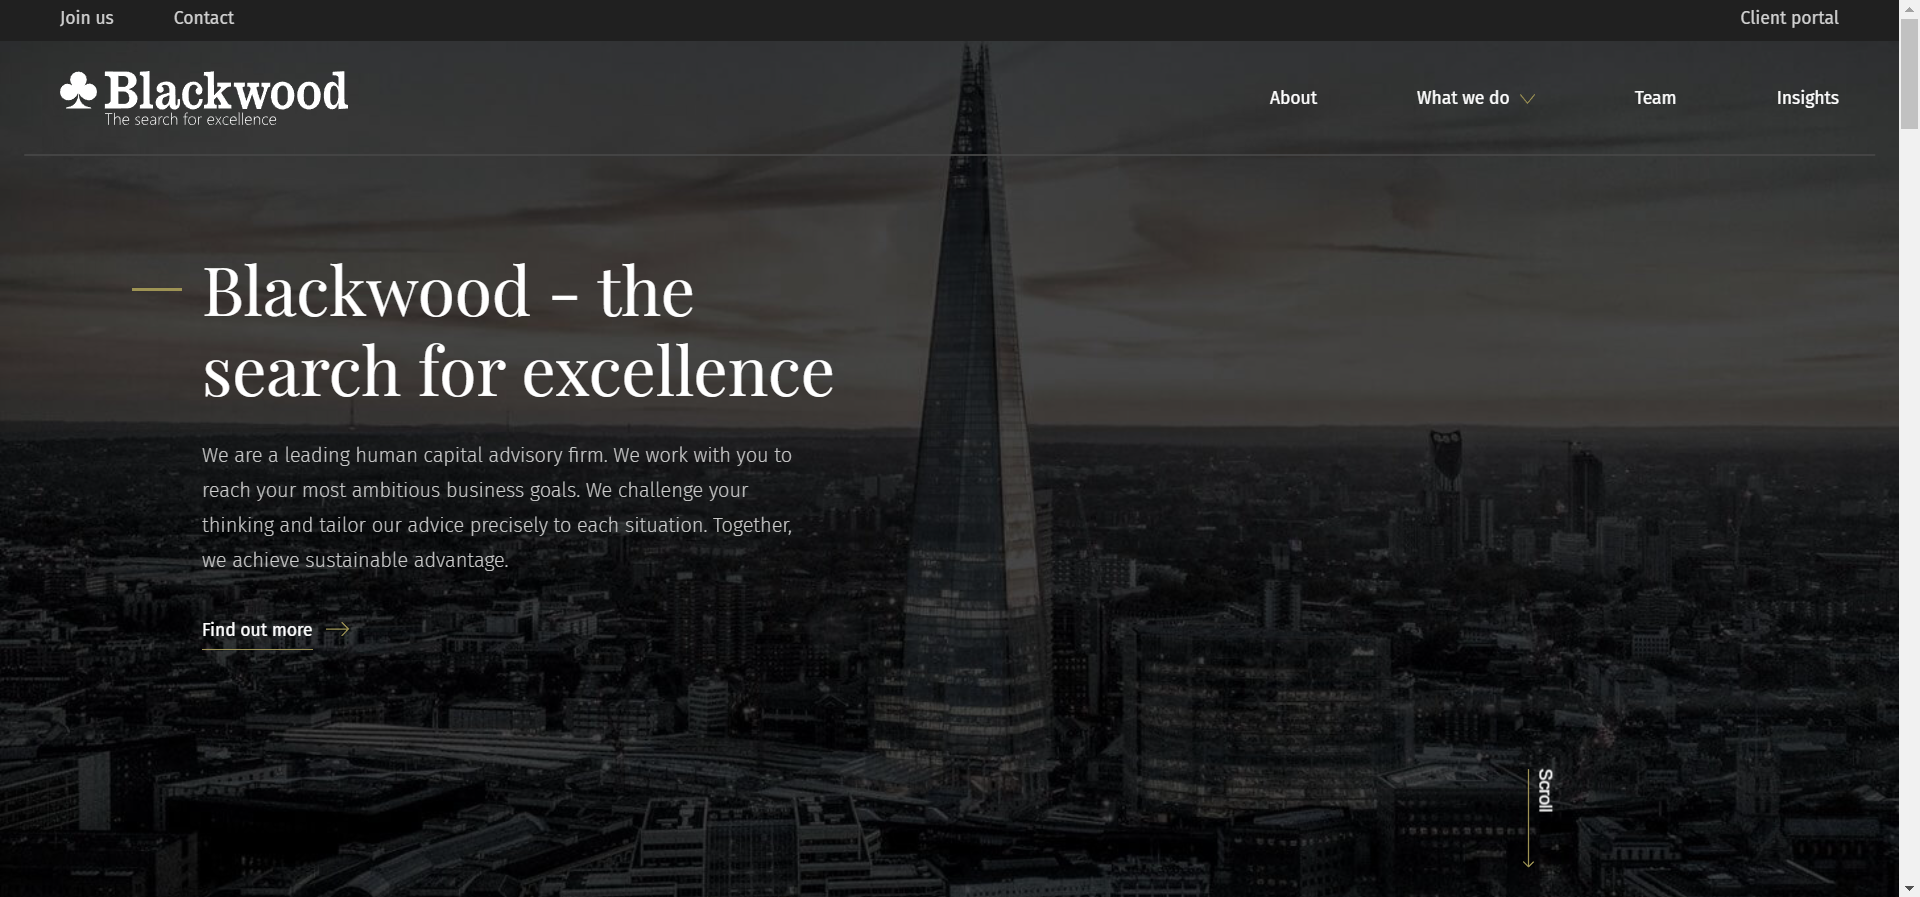 Join us
Contact
Client portal
Blackwood
The search for excellence
About
What we do
Team
Insights
Blackwood - the
search for excellence
We are a leading human capital advisory firm. We work with you to
reach your most ambitious business goals. We challenge your
thinking and tailor our advice precisely to each situation. Together,
we achieve sustainable advantage.
Find out more
Scroll